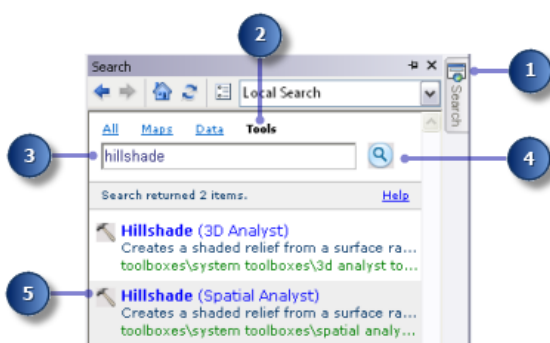 2
Search
1
Local Search
Search
All Maps Data Tools
3
hillshade
4
Search returned 2 items. Help
Hillshade (3D Analyst)
Creates a shaded relief from a surface ra...
toolboxes\system toolboxes\3d analyst to...
5
Hillshade (Spatial Analyst)
Creates a shaded relief from a surface ra...
toolboxes\system toolboxes\spatial analy...